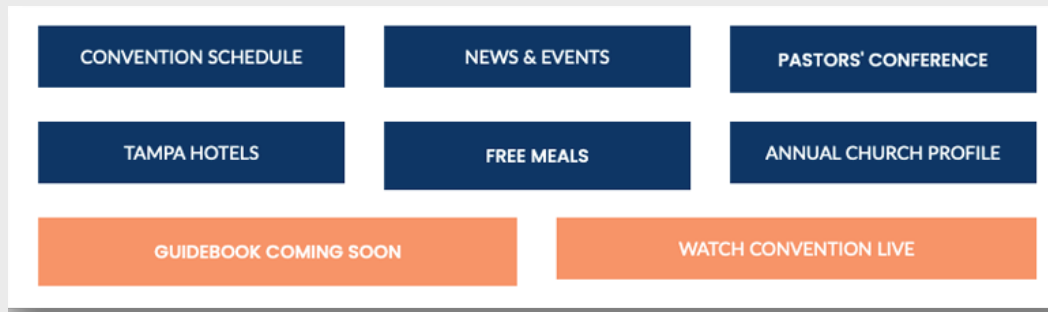 CONVENTION SCHEDULE
NEWS & EVENTS
PASTORS' CONFERENCE
TAMPA HOTELS
FREE MEALS
ANNUAL CHURCH PROFILE
GUIDEBOOK COMING SOON
WATCH CONVENTION LIVE